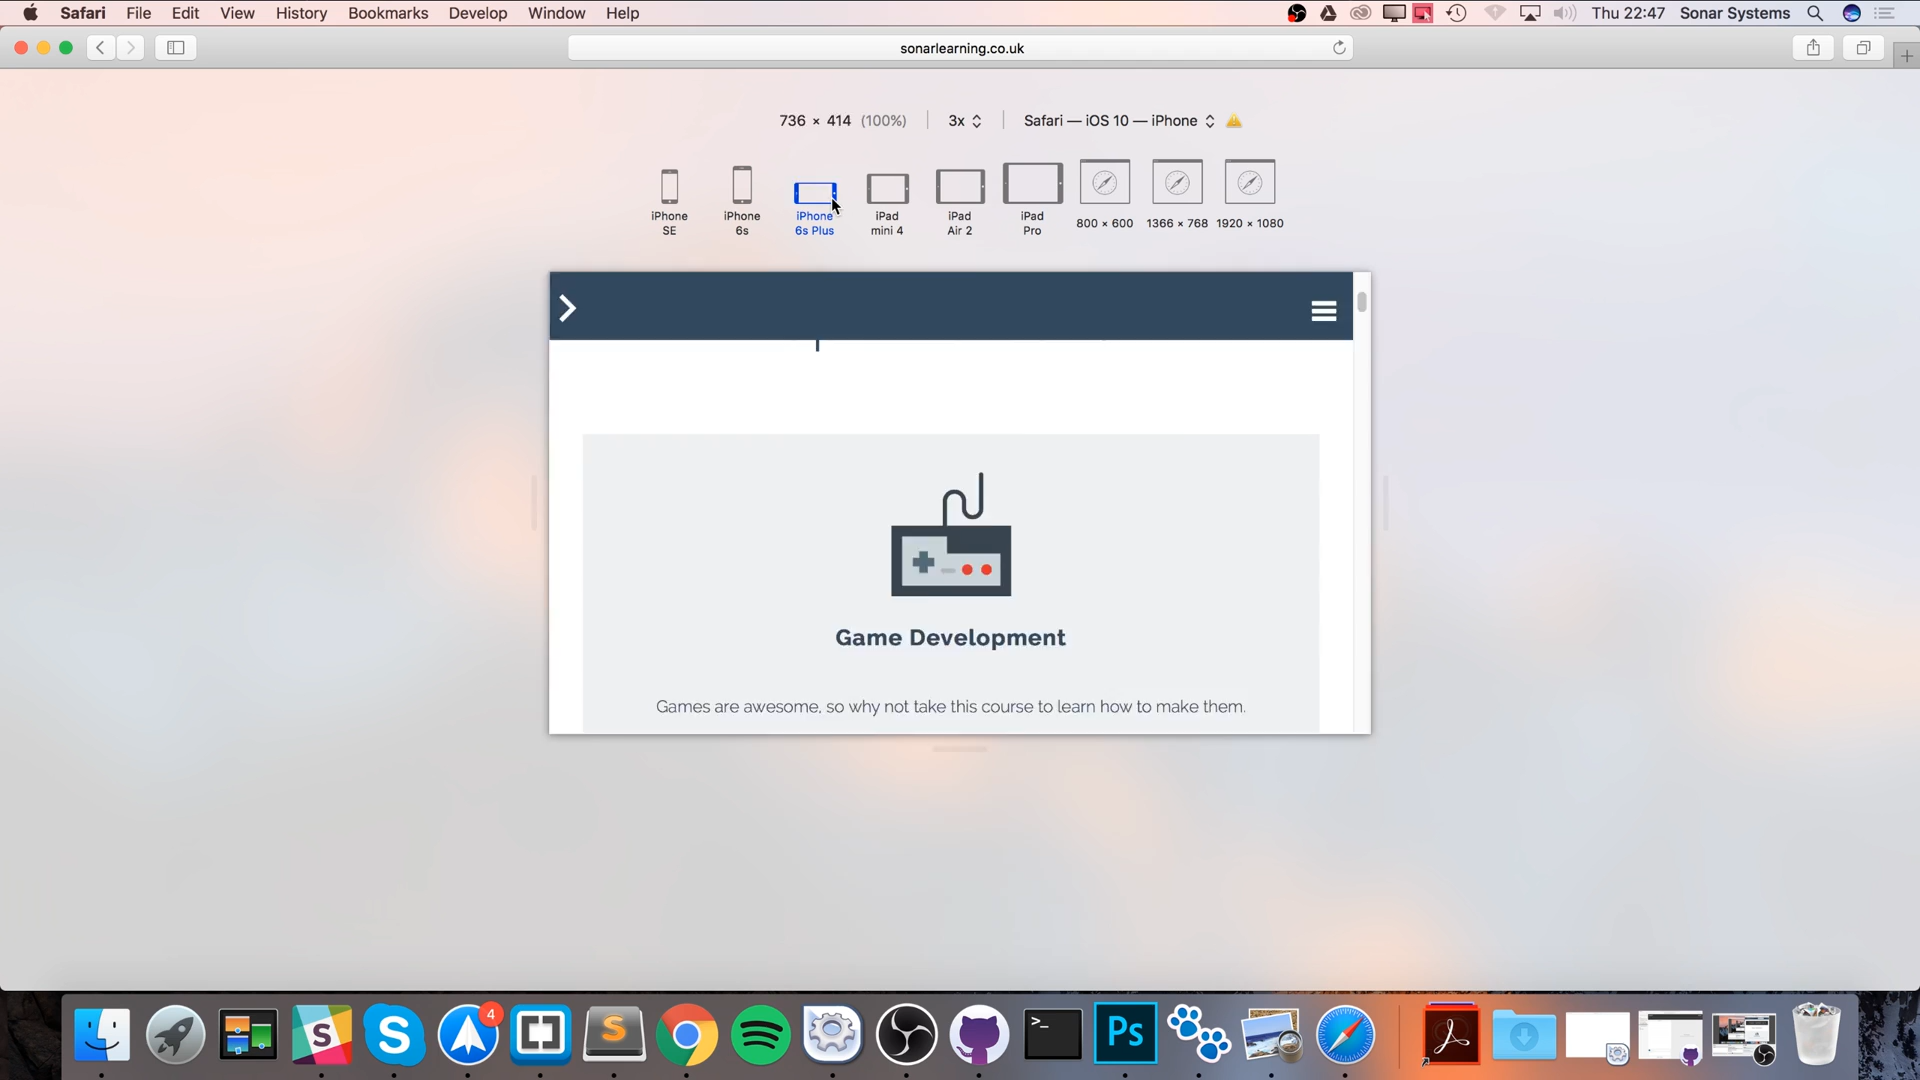 Safari File Edit View History Bookmarks Develop Window Help Thu 22:47 Sonar Systems
sonarlearning.co.uk
736 × 414 (100%) 3x Safari — iOS 10 — iPhone
iPhone SE
iPhone 6s
iPhone 6s Plus
iPad mini 4
iPad Air 2
iPad Pro
800 × 600
1366 × 768
1920 × 1080
Game Development
Games are awesome, so why not take this course to learn how to make them.
4
S
S
S
>_
Ps